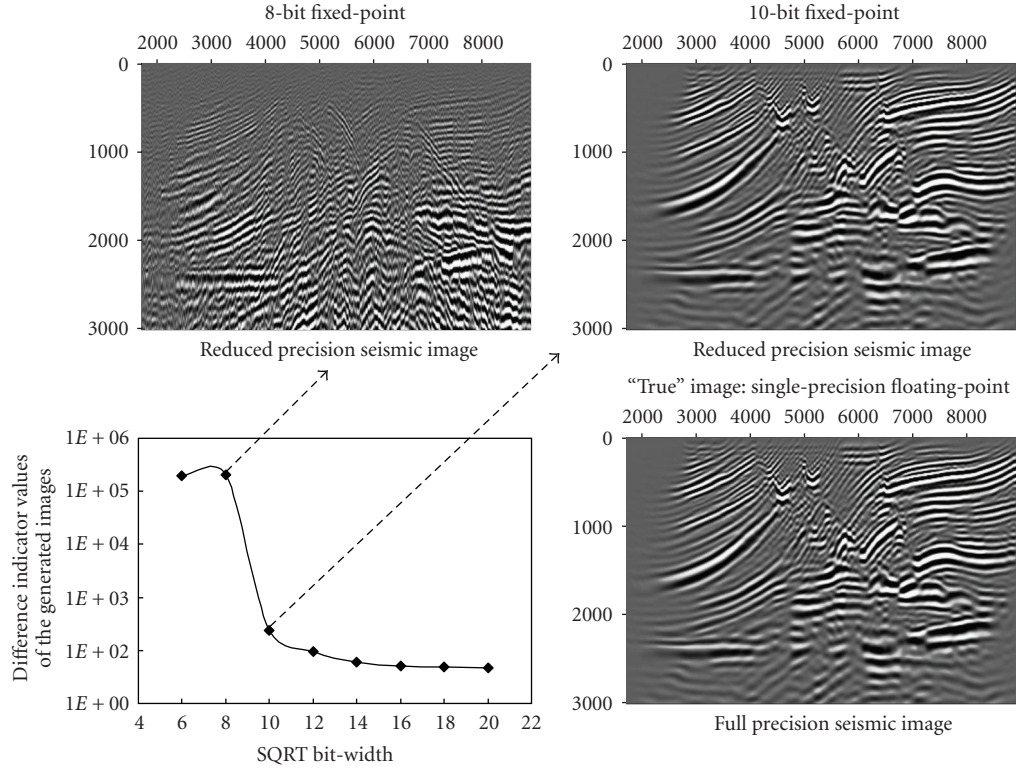 8-bit fixed-point
2000 3000 4000 5000 6000 7000 8000
0
1000
2000
3000
Reduced precision seismic image
10-bit fixed-point
2000 3000 4000 5000 6000 7000 8000
0
1000
2000
3000
Reduced precision seismic image
Difference indicator values
of the generated images
1E + 06
1E + 05
1E + 04
1E + 03
1E + 02
1E + 00
4 6 8 10 12 14 16 18 20 22
SQRT bit-width
“True” image: single-precision floating-point
2000 3000 4000 5000 6000 7000 8000
0
1000
2000
3000
Full precision seismic image